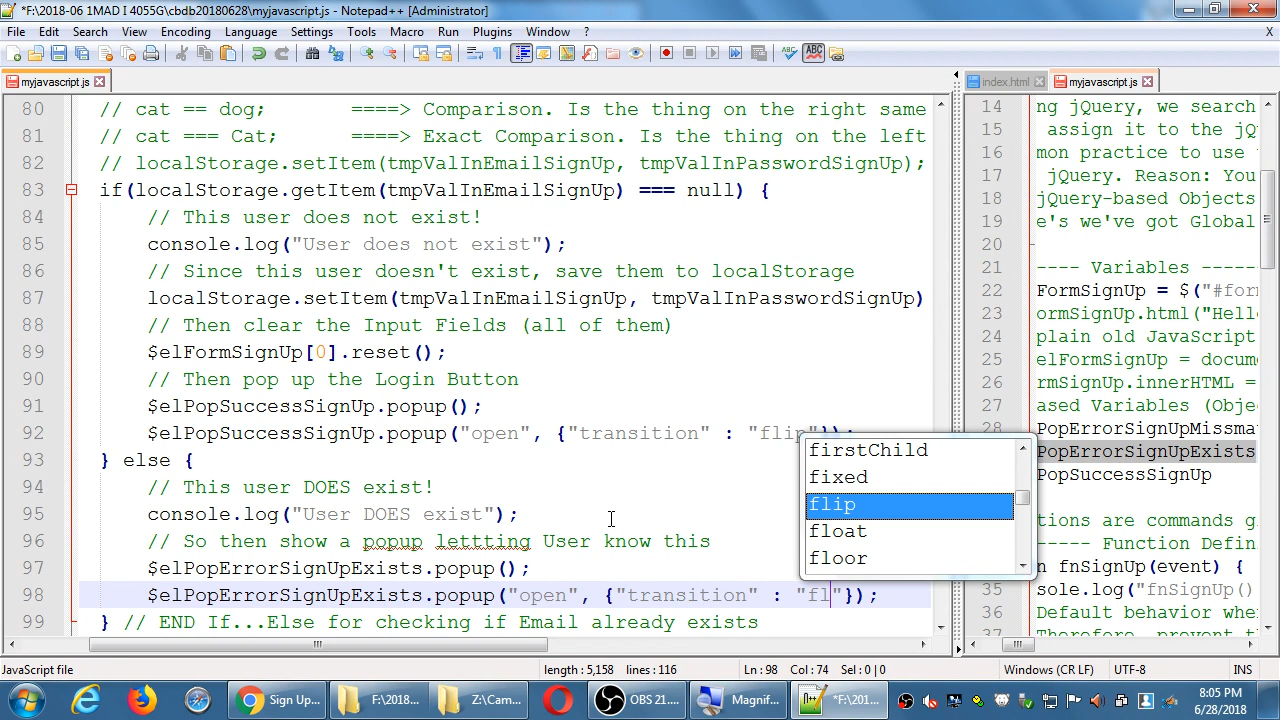 *F:\2018-06 1MAD I 4055G\cbdb20180628\myjavascript.js - Notepad++ [Administrator]
File Edit Search View Encoding Language Settings Tools Macro Run Plugins Window ? X
myjavascript.js
80 // cat == dog; ====> Comparison. Is the thing on the right same
81 // cat === Cat; ====> Exact Comparison. Is the thing on the left
82 // localStorage.setItem(tmpValInEmailSignUp, tmpValInPasswordSignUp);
83 if(localStorage.getItem(tmpValInEmailSignUp) === null) {
84 // This user does not exist!
85 console.log("User does not exist");
86 // Since this user doesn't exist, save them to localStorage
87 localStorage.setItem(tmpValInEmailSignUp, tmpValInPasswordSignUp)
88 // Then clear the Input Fields (all of them)
89 $elFormSignUp[0].reset();
90 // Then pop up the Login Button
91 $elPopSuccessSignUp.popup();
92 $elPopSuccessSignUp.popup("open", {"transition" : "flip"});
93 } else {
94 // This user DOES exist!
95 console.log("User DOES exist");
96 // So then show a popup lettting User know this
97 $elPopErrorSignUpExists.popup();
98 $elPopErrorSignUpExists.popup("open", {"transition" : "fl"});
99 } // END If...Else for checking if Email already exists
firstChild
fixed
flip
float
floor
index.html myjavascript.js
14 ng jQuery, we search
15 assign it to the jQ
16 mon practice to use
17 jQuery. Reason: You
18 jQuery-based Objects
19 e's we've got Global
20
21 ---- Variables -----
22 FormSignUp = $("#for
23 ormSignUp.html("Hell
24 plain old JavaScript
25 elFormSignUp = docum
26 rmSignUp.innerHTML =
27 ased Variables (Obje
28 PopErrorSignUpMissma
PopErrorSignUpExists
PopSuccessSignUp
tions are commands g
----- Function Defin
n fnSignUp(event) {
35 sole.log("fnSignUp()
36 Default behavior whe
37 Therefore, prevent th
JavaScript file length : 5,158 lines : 116 Ln : 98 Col : 74 Sel : 0 | 0 Windows (CR LF) UTF-8 INS
Sign Up... F:\2018... Z:\Cam... OBS 21.... Magnif... *F:\201...
8:05 PM
6/28/2018